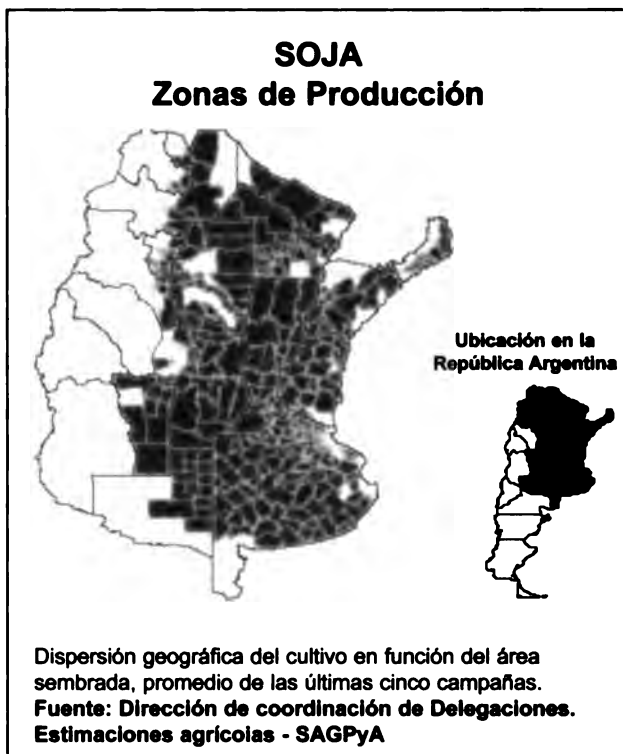 SOJA
Zonas de Producción
Ubicación en la
República Argentina
Dispersión geográfica del cultivo en función del área
sembrada, promedio de las últimas cinco campañas.
Fuente: Dirección de coordinación de Delegaciones.
Estimaciones agrícolas - SAGPyA